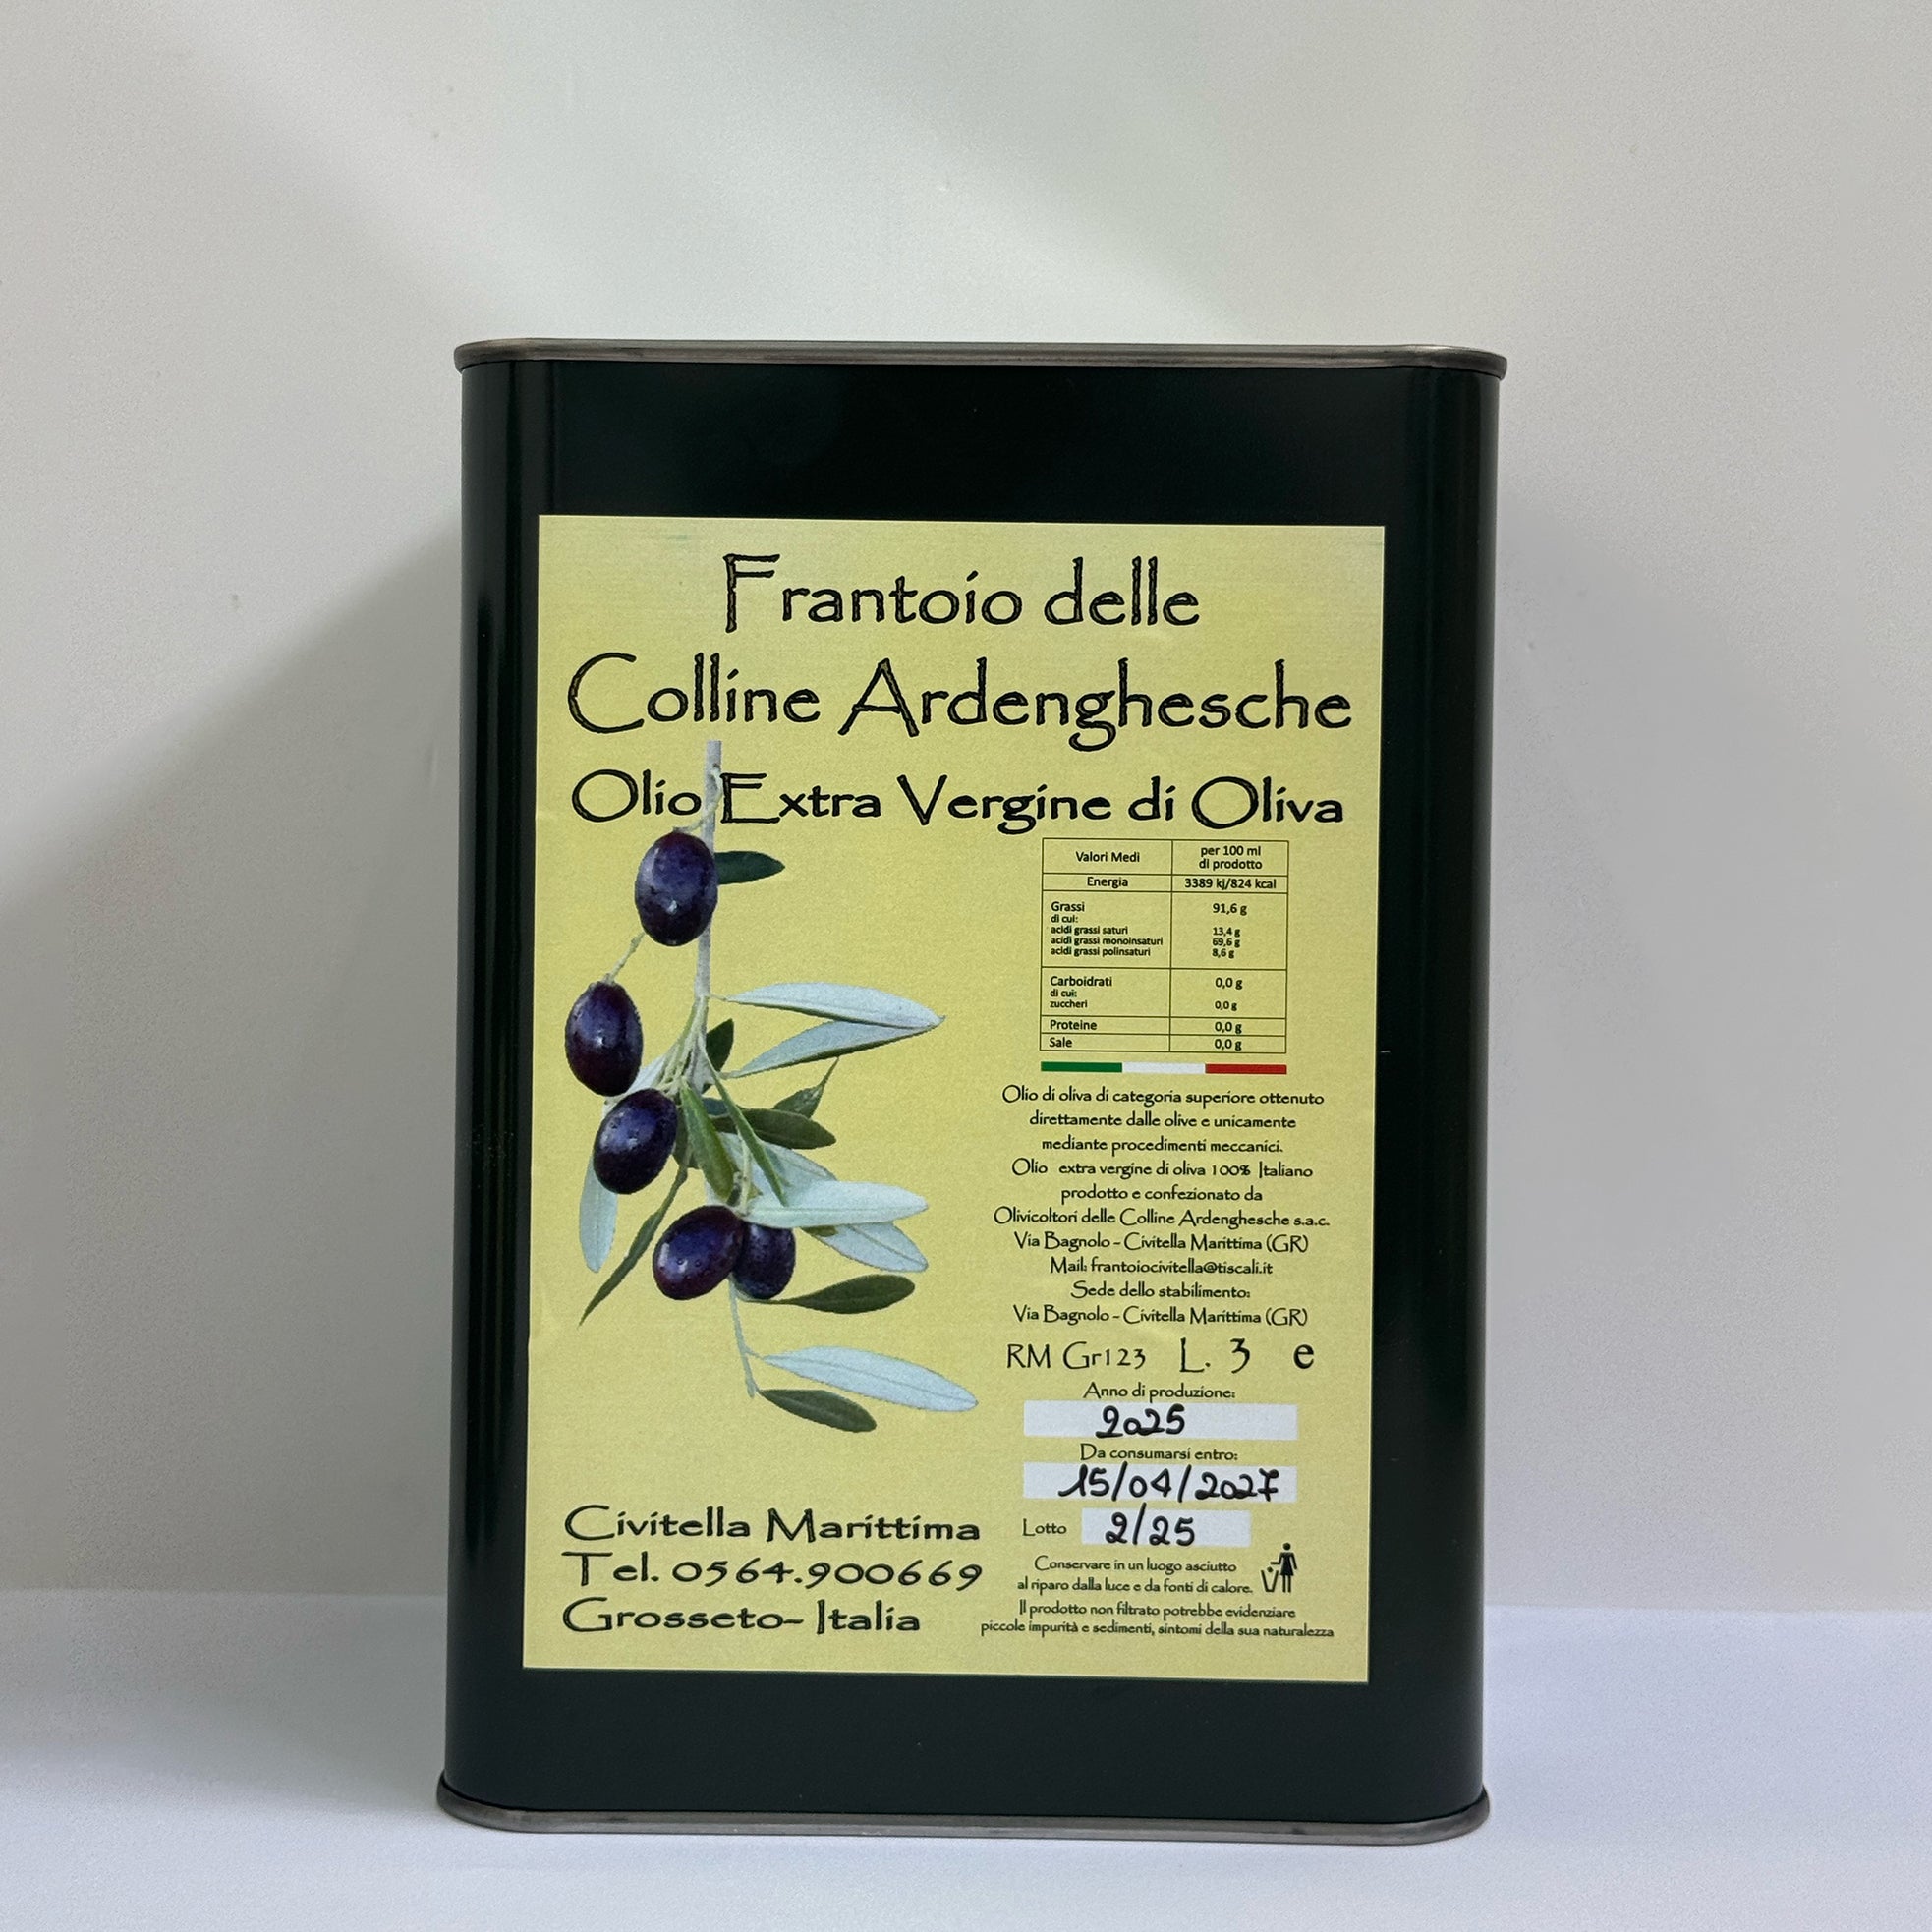 Frantoio delle
Colline Ardenghesche
Olio Extra Vergine di Oliva
Valori Medi per 100 ml di prodotto
Energia 3389 kj/824 kcal
Grassi 91,6 g
di cui:
acidi grassi saturi 13,4 g
acidi grassi monoinsaturi 69,6 g
acidi grassi polinsaturi 8,6 g
Carboidrati 0,0 g
di cui:
zuccheri 0,0 g
Proteine 0,0 g
Sale 0,0 g
Olio di oliva di categoria superiore ottenuto
direttamente dalle olive e unicamente
mediante procedimenti meccanici.
Olio extra vergine di oliva 100% Italiano
prodotto e confezionato da
Olivicoltori delle Colline Ardenghesche s.a.c.
Via Bagnolo - Civitella Marittima (GR)
Mail: frantoiocivitella@tiscali.it
Sede dello stabilimento:
Via Bagnolo - Civitella Marittima (GR)
RM Gr123 L. 3 e
Anno di produzione:
2025
Da consumarsi entro:
15/04/2027
Lotto 2/25
Conservare in un luogo asciutto
al riparo dalla luce e da fonti di calore.
Il prodotto non filtrato potrebbe evidenziare
piccole impurità e sedimenti, sintomi della sua naturalezza
Civitella Marittima
Tel. 0564.900669
Grosseto- Italia